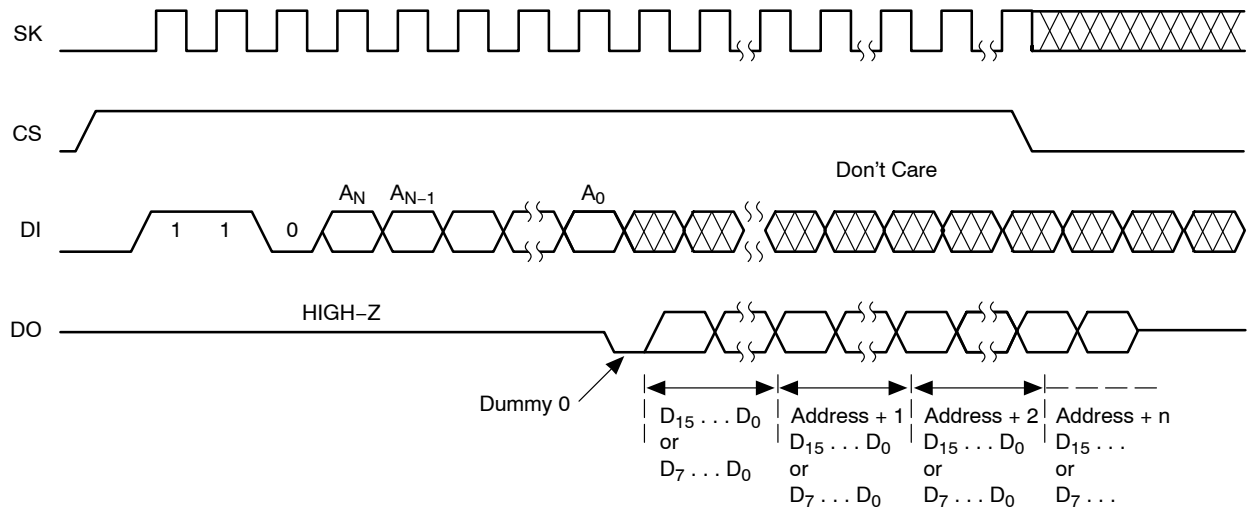 SK
CS
Don't Care
A_N A_N−1 A_0
DI 1 1 0
HIGH−Z
DO
Dummy 0
D_15 . . . D_0
or
D_7 . . . D_0
Address + 1
D_15 . . . D_0
or
D_7 . . . D_0
Address + 2
D_15 . . . D_0
or
D_7 . . . D_0
Address + n
D_15 . . .
or
D_7 . . .